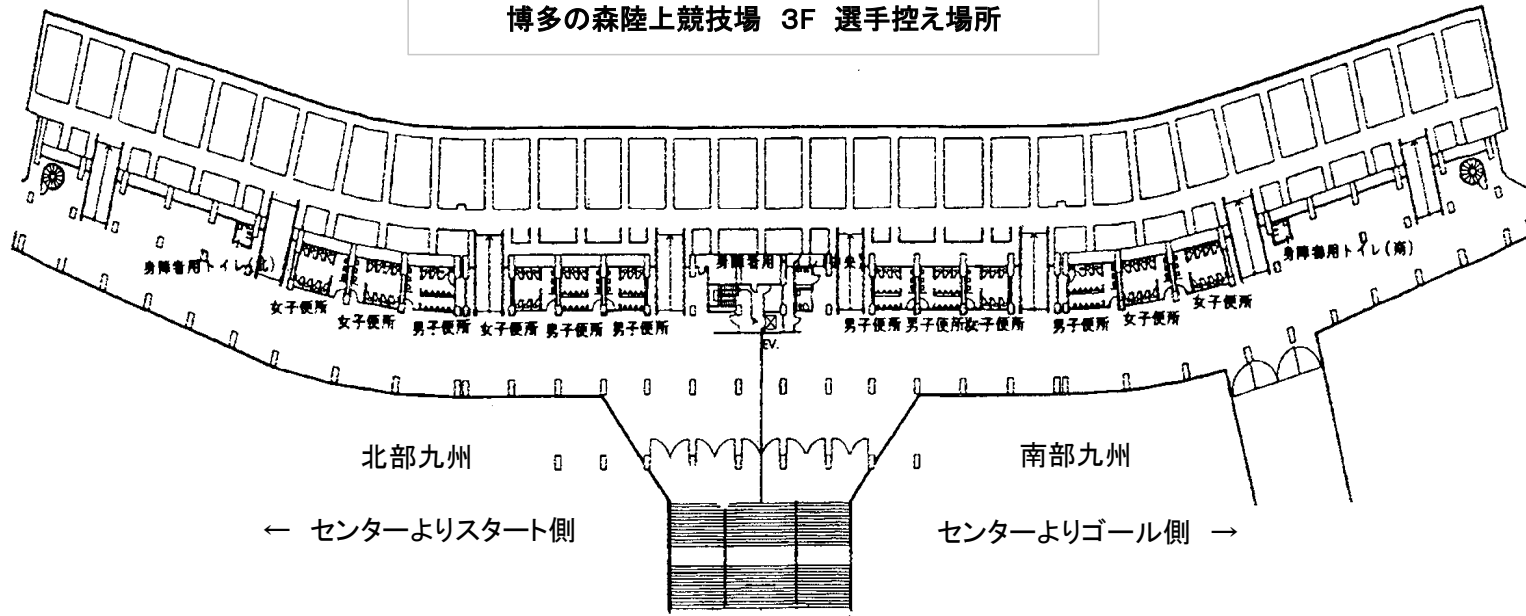 博多の森陸上競技場 3F 選手控え場所
身障者用トイレ(北)
身障者用トイレ
身障者用トイレ(南)
女子便所
女子便所
男子便所
女子便所
男子便所
男子便所
男子便所
男子便所
女子便所
男子便所
女子便所
女子便所
EV.
北部九州
南部九州
← センターよりスタート側
センターよりゴール側 →